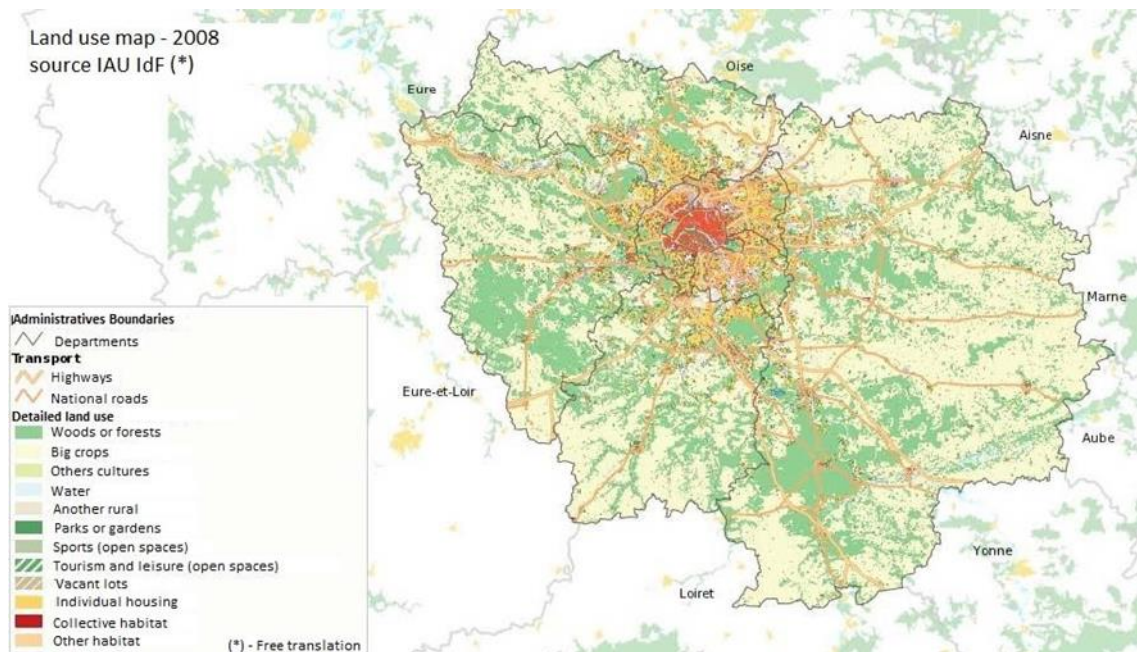 Land use map - 2008
source IAU IdF (*)
Oise
Eure
Aisne
Marne
Eure-et-Loir
Aube
Yonne
Loiret
Administratives Boundaries
Departments
Transport
Highways
National roads
Detailed land use
Woods or forests
Big crops
Others cultures
Water
Another rural
Parks or gardens
Sports (open spaces)
Tourism and leisure (open spaces)
Vacant lots
Individual housing
Collective habitat
Other habitat
(*) - Free translation